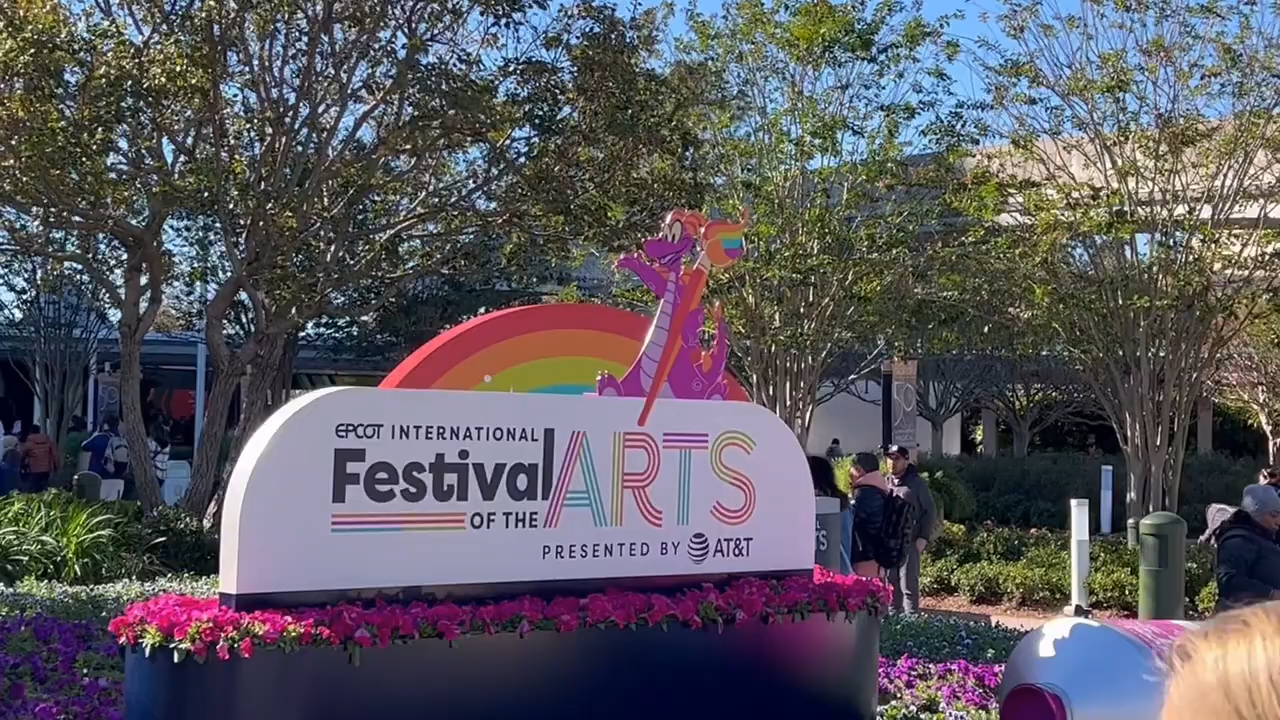 EPCOT INTERNATIONAL
Festival
OF THE
ARTS
PRESENTED BY AT&T